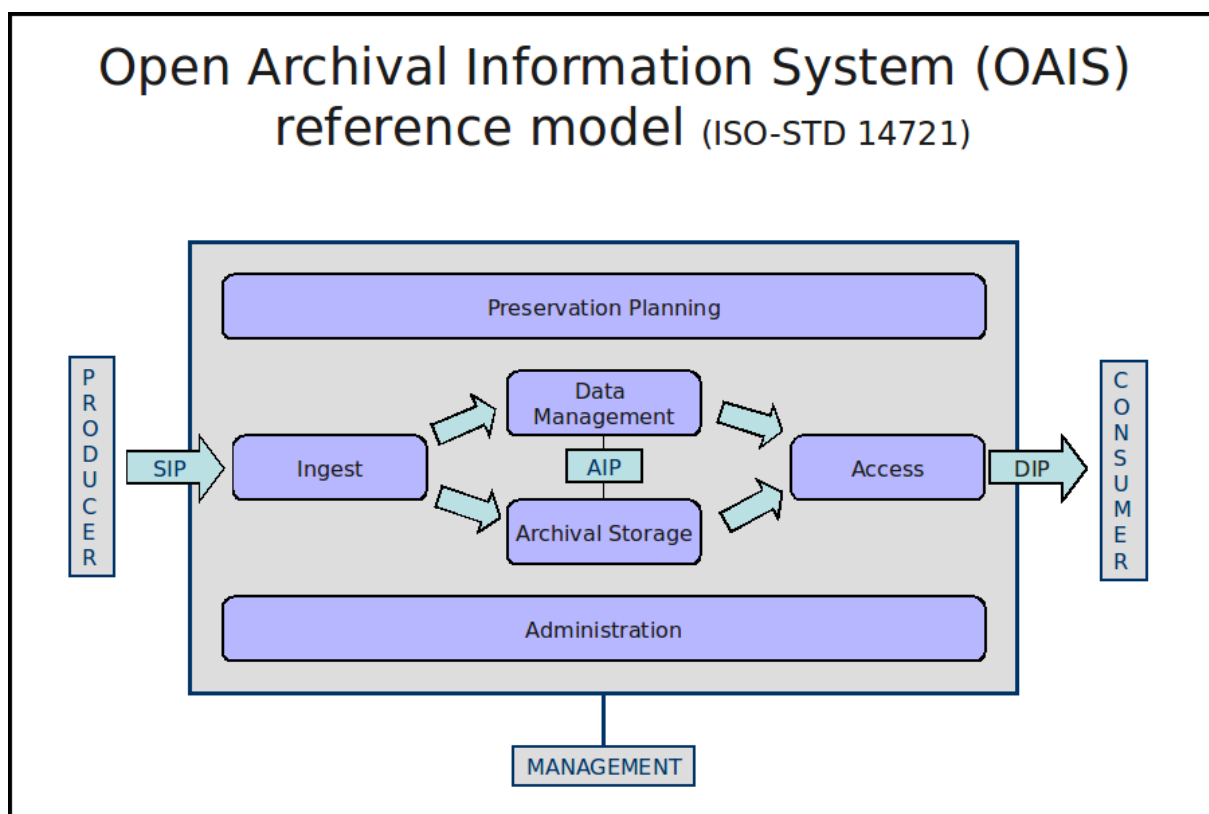 Open Archival Information System (OAIS)
reference model (ISO-STD 14721)
Preservation Planning
PRODUCER
SIP
Ingest
Data
Management
AIP
Archival Storage
Access
DIP
CONSUMER
Administration
MANAGEMENT